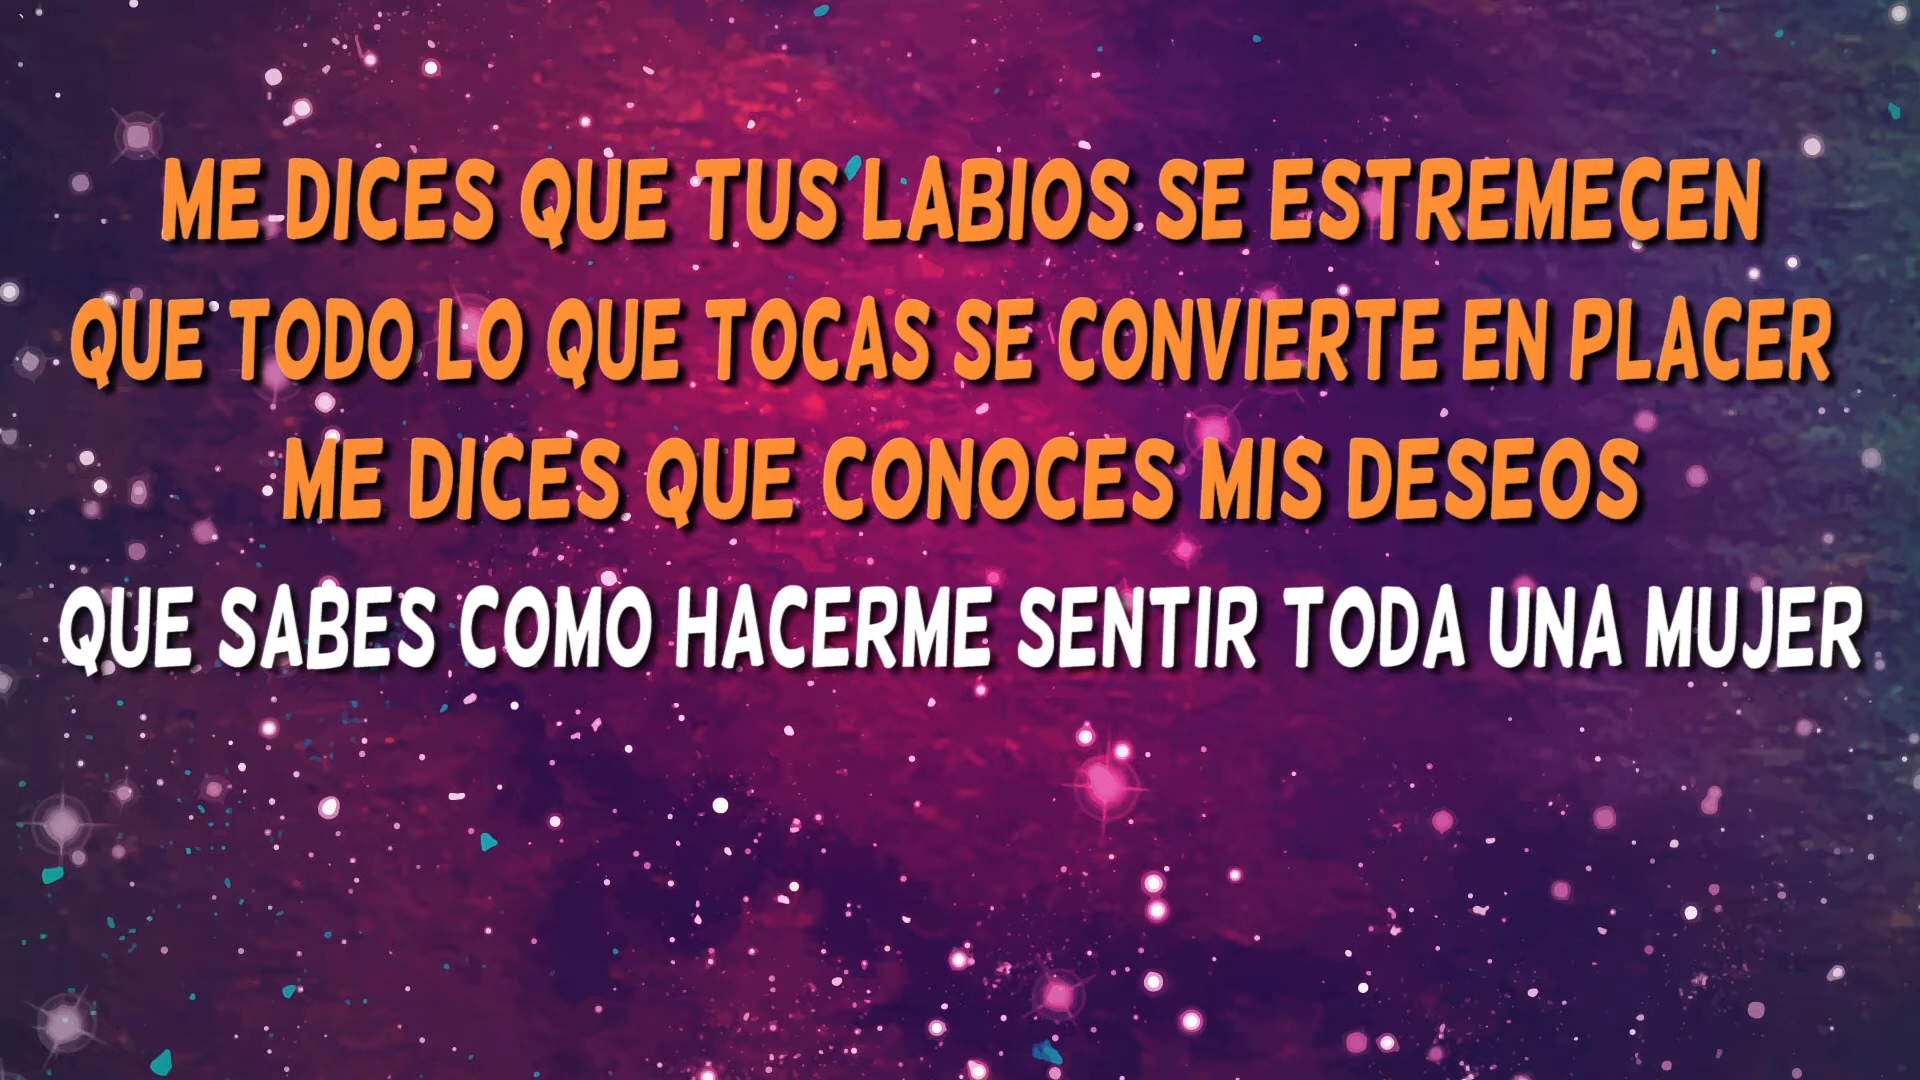 ME DICES QUE TUS LABIOS SE ESTREMECEN
QUE TODO LO QUE TOCAS SE CONVIERTE EN PLACER
ME DICES QUE CONOCES MIS DESEOS
QUE SABES COMO HACERME SENTIR TODA UNA MUJER